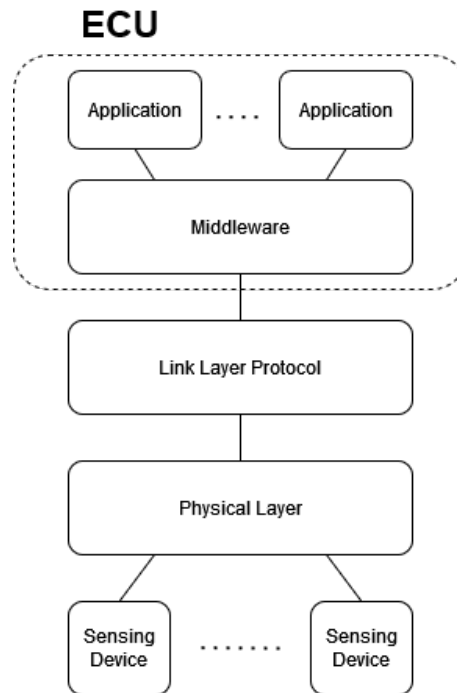 ECU
Application
....
Application
Middleware
Link Layer Protocol
Physical Layer
Sensing
Device
.......
Sensing
Device